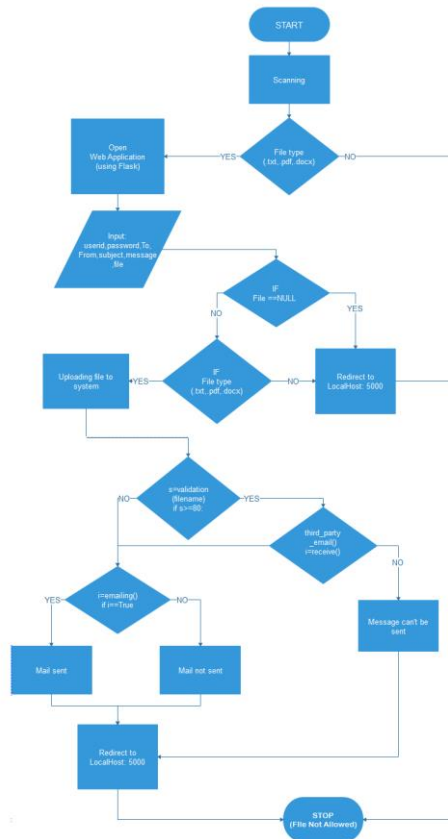 START
Scanning
File type
(.txt,.pdf,.docx)
YES
NO
Open
Web Application
(using Flask)
Input:
userid,password,To,
From,subject,message
,file
IF
File ==NULL
NO
YES
Uploading file to
system
YES
IF
File type
(.txt,.pdf,.docx)
NO
Redirect to
LocalHost: 5000
s=validation
(filename)
if s>=80:
NO
YES
third_party
_email()
i=receive()
NO
i=emailing()
if i==True
YES
NO
Message can't be
sent
Mail sent
Mail not sent
Redirect to
LocalHost: 5000
STOP
(File Not Allowed)